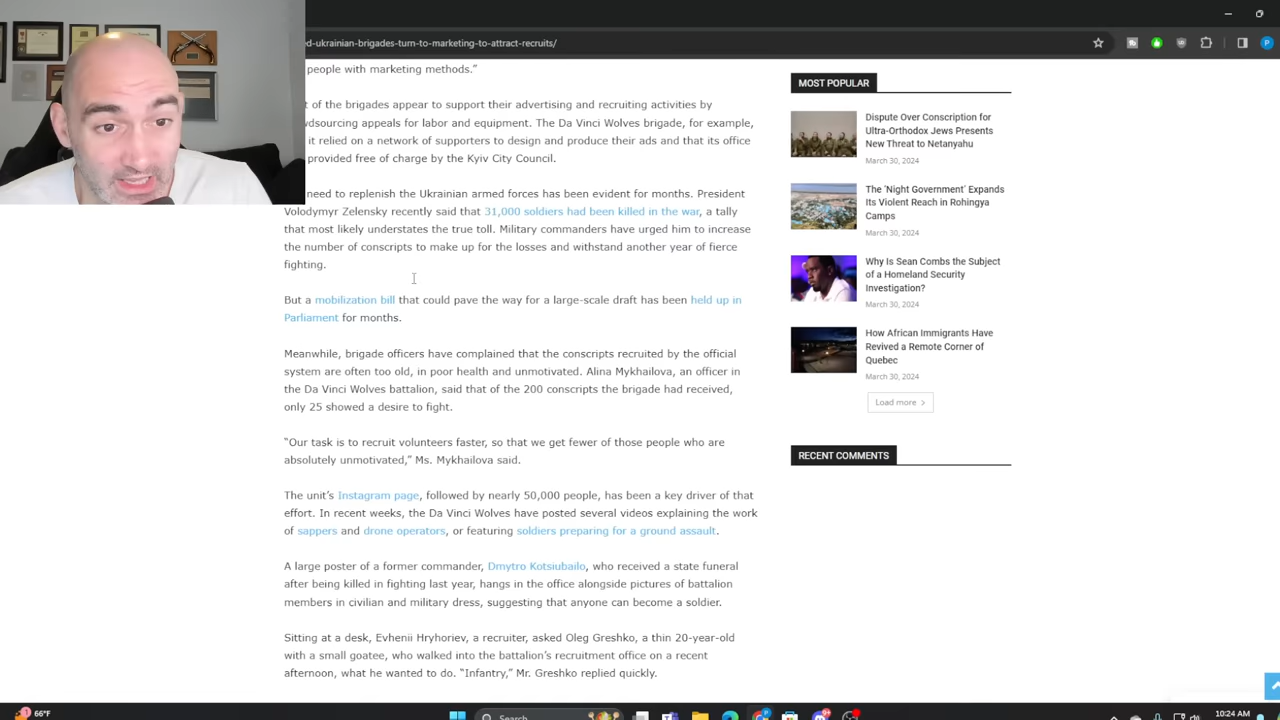 ed-ukrainian-brigades-turn-to-marketing-to-attract-recruits/
people with marketing methods.”
of the brigades appear to support their advertising and recruiting activities by
appeals for labor and equipment. The Da Vinci Wolves brigade, for example,
it relied on a network of supporters to design and produce their ads and that its office
provided free of charge by the Kyiv City Council.
need to replenish the Ukrainian armed forces has been evident for months. President
Volodymyr Zelensky recently said that 31,000 soldiers had been killed in the war, a tally
that most likely understates the true toll. Military commanders have urged him to increase
the number of conscripts to make up for the losses and withstand another year of fierce
fighting.
But a mobilization bill that could pave the way for a large-scale draft has been held up in
Parliament for months.
Meanwhile, brigade officers have complained that the conscripts recruited by the official
system are often too old, in poor health and unmotivated. Alina Mykhailova, an officer in
the Da Vinci Wolves battalion, said that of the 200 conscripts the brigade had received,
only 25 showed a desire to fight.
“Our task is to recruit volunteers faster, so that we get fewer of those people who are
absolutely unmotivated,” Ms. Mykhailova said.
The unit’s Instagram page, followed by nearly 50,000 people, has been a key driver of that
effort. In recent weeks, the Da Vinci Wolves have posted several videos explaining the work
of sappers and drone operators, or featuring soldiers preparing for a ground assault.
A large poster of a former commander, Dmytro Kotsiubailo, who received a state funeral
after being killed in fighting last year, hangs in the office alongside pictures of battalion
members in civilian and military dress, suggesting that anyone can become a soldier.
Sitting at a desk, Evhenii Hryhoriev, a recruiter, asked Oleg Greshko, a thin 20-year-old
with a small goatee, who walked into the battalion’s recruitment office on a recent
afternoon, what he wanted to do. “Infantry,” Mr. Greshko replied quickly.
MOST POPULAR
Dispute Over Conscription for
Ultra-Orthodox Jews Presents
New Threat to Netanyahu
March 30, 2024
The ‘Night Government’ Expands
Its Violent Reach in Rohingya
Camps
March 30, 2024
Why Is Sean Combs the Subject
of a Homeland Security
Investigation?
March 30, 2024
How African Immigrants Have
Revived a Remote Corner of
Quebec
March 30, 2024
Load more
RECENT COMMENTS
66°F
Search
10:24 AM